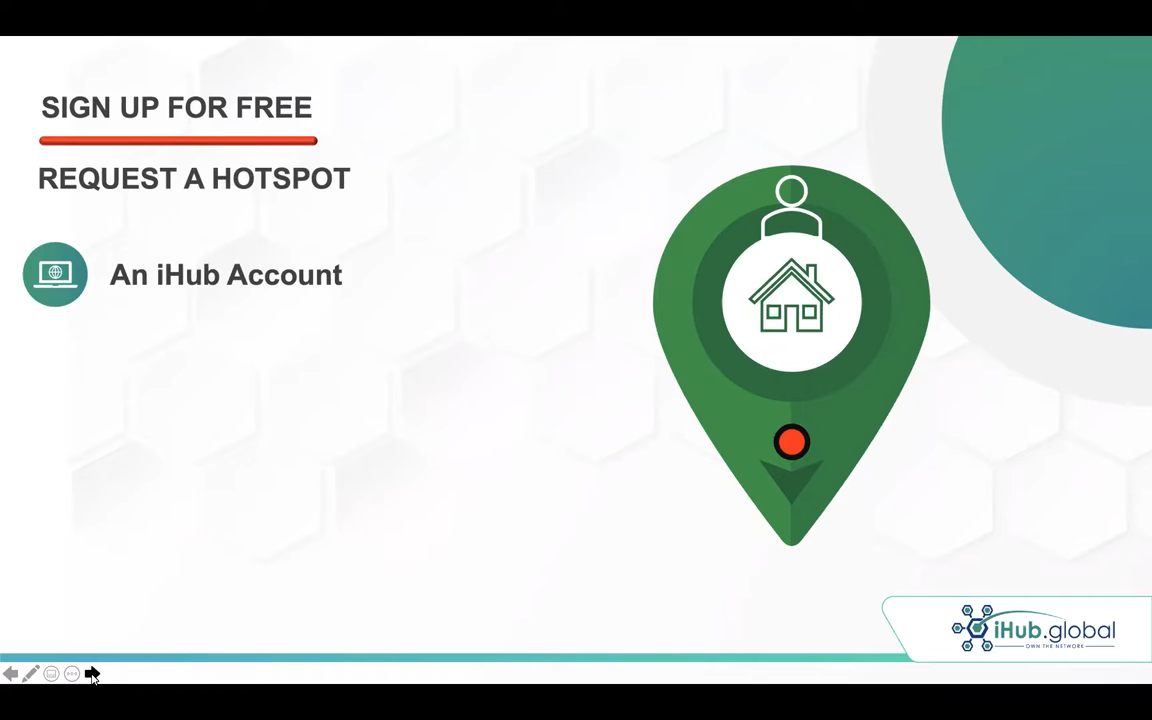 SIGN UP FOR FREE
REQUEST A HOTSPOT
An iHub Account
iHub.global
OWN THE NETWORK